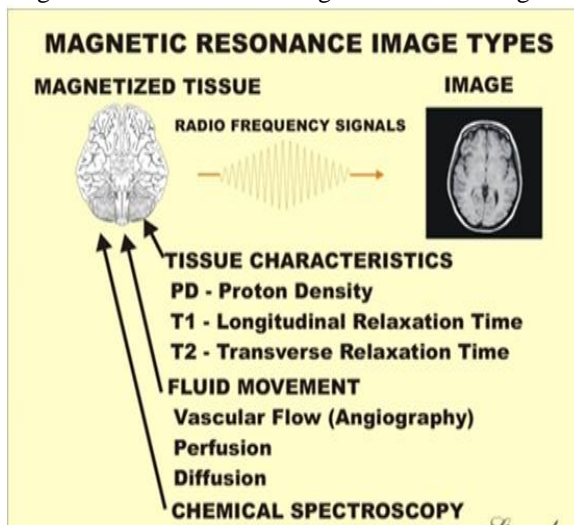 MAGNETIC RESONANCE IMAGE TYPES
MAGNETIZED TISSUE
IMAGE
RADIO FREQUENCY SIGNALS
TISSUE CHARACTERISTICS
PD - Proton Density
T1 - Longitudinal Relaxation Time
T2 - Transverse Relaxation Time
FLUID MOVEMENT
Vascular Flow (Angiography)
Perfusion
Diffusion
CHEMICAL SPECTROSCOPY